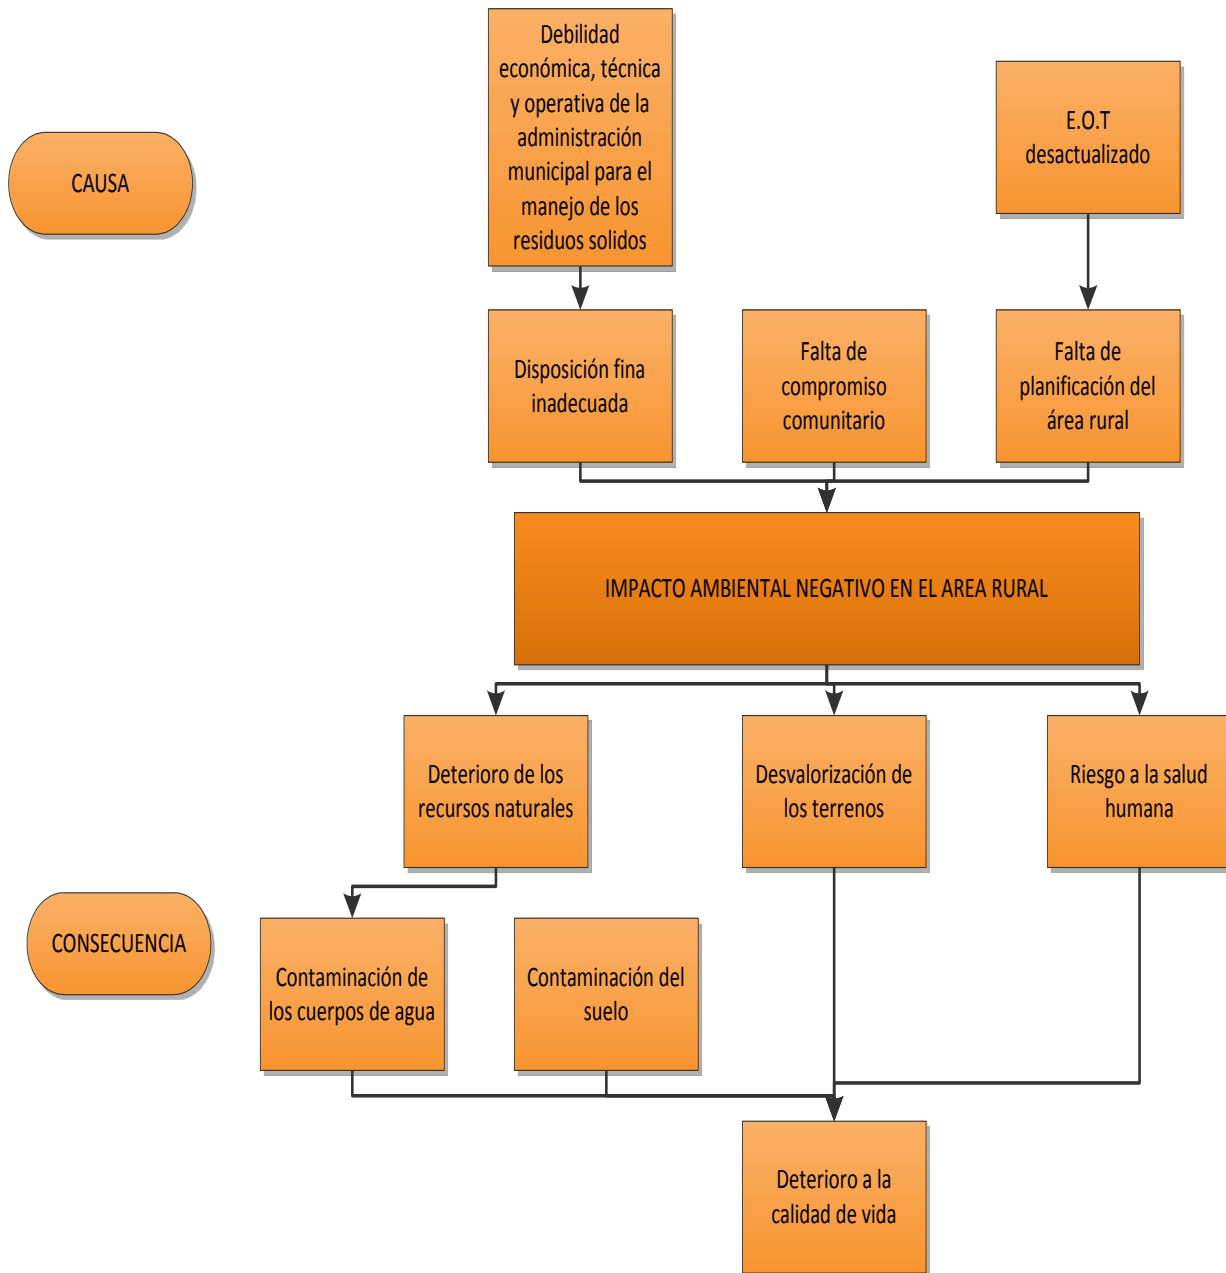 Debilidad
económica, técnica
y operativa de la
administración
municipal para el
manejo de los
residuos solidos
E.O.T
desactualizado
CAUSA
Disposición fina
inadecuada
Falta de
compromiso
comunitario
Falta de
planificación del
área rural
IMPACTO AMBIENTAL NEGATIVO EN EL AREA RURAL
Deterioro de los
recursos naturales
Desvalorización de
los terrenos
Riesgo a la salud
humana
CONSECUENCIA
Contaminación de
los cuerpos de agua
Contaminación del
suelo
Deterioro a la
calidad de vida